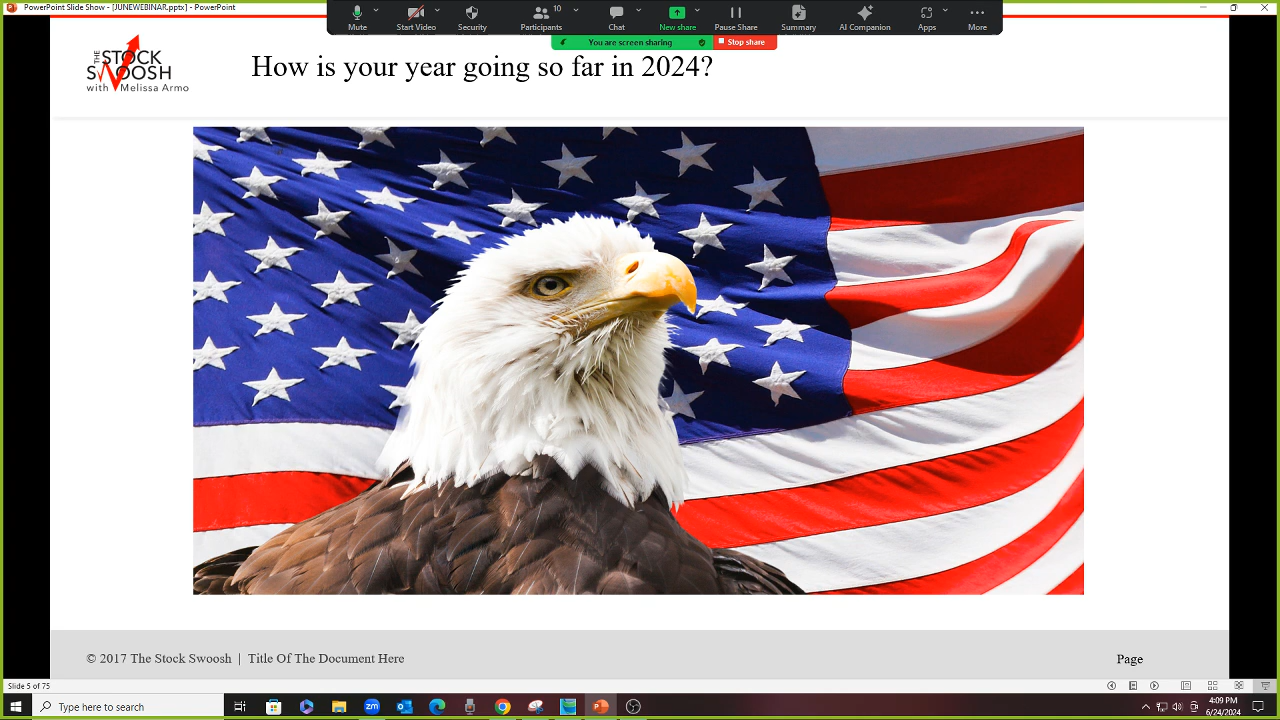 PowerPoint Slide Show - [JUNEWEBINAR.pptx] - PowerPoint
Mute
Start Video
Security
Participants
10
Chat
New share
Pause Share
Summary
AI Companion
Apps
More
You are screen sharing
Stop share
THE
STOCK
SWOOSH
with Melissa Armo
How is your year going so far in 2024?
© 2017 The Stock Swoosh | Title Of The Document Here
Page
Slide 5 of 75
Type here to search
zm
4:09 PM
6/24/2024